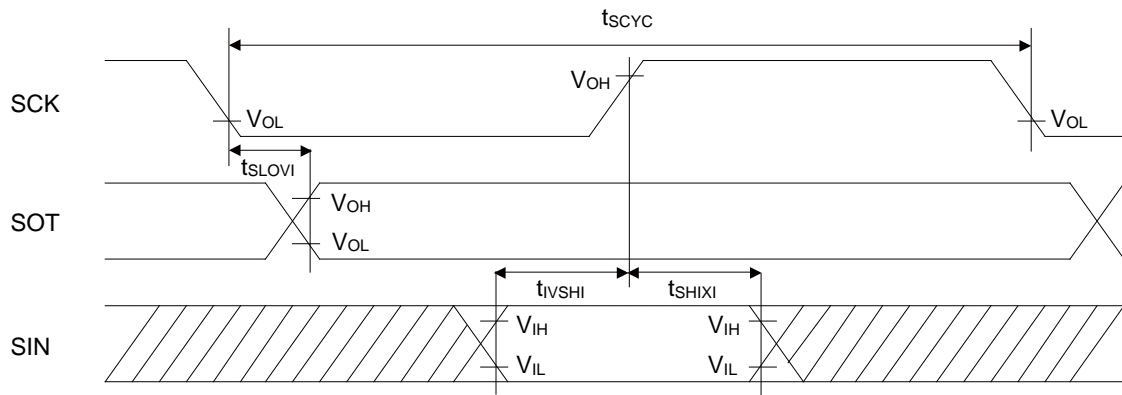 tSCYC
SCK
VOH
VOL
VOL
tSLOVI
SOT
VOH
VOL
tIVSHI
tSHIXI
SIN
VIH
VIH
VIL
VIL